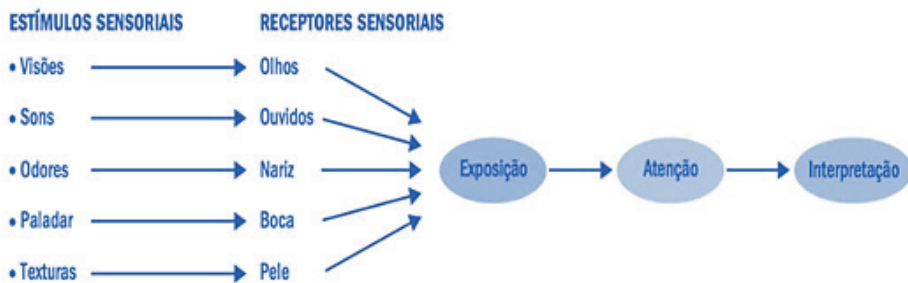 ESTÍMULOS SENSORIAIS RECEPTORES SENSORIAIS
• Visões Olhos
• Sons Ouvidos
• Odores Nariz Exposição Atenção Interpretação
• Paladar Boca
• Texturas Pele